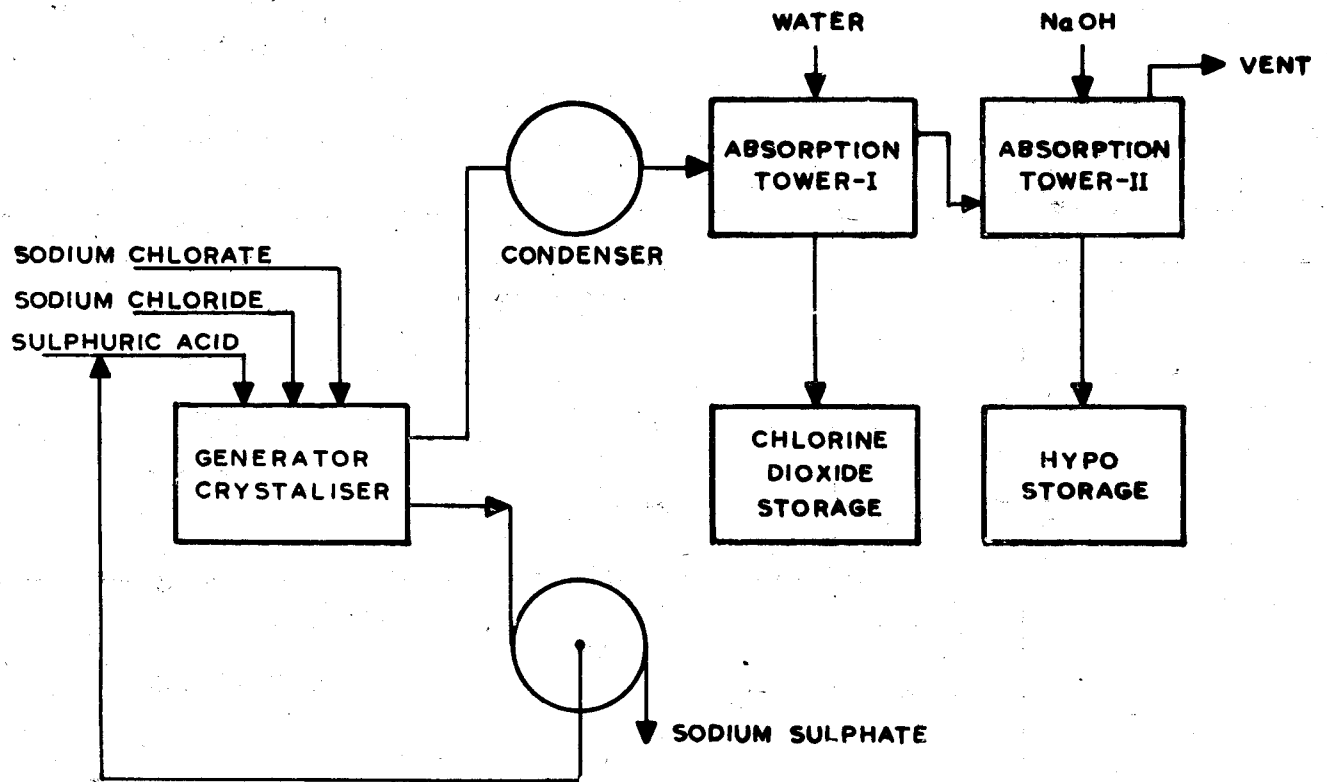 WATER
NaOH
VENT
ABSORPTION
TOWER-I
ABSORPTION
TOWER-II
CONDENSER
SODIUM CHLORATE
SODIUM CHLORIDE
SULPHURIC ACID
GENERATOR
CRYSTALISER
CHLORINE
DIOXIDE
STORAGE
HYPO
STORAGE
SODIUM SULPHATE